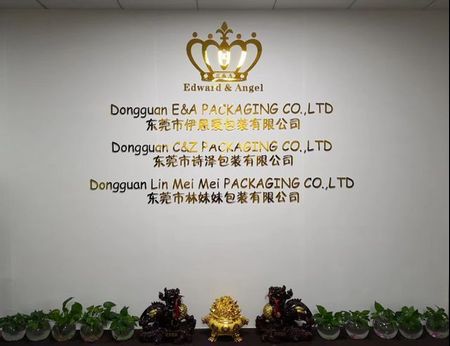 Edward & Angel
Dongguan E&A PACKAGING CO.,LTD
东莞市伊恩爱包装有限公司
Dongguan C&Z PACKAGING CO.,LTD
东莞市诗泽包装有限公司
Dongguan Lin Mei Mei PACKAGING CO.,LTD
东莞市林妹妹包装有限公司